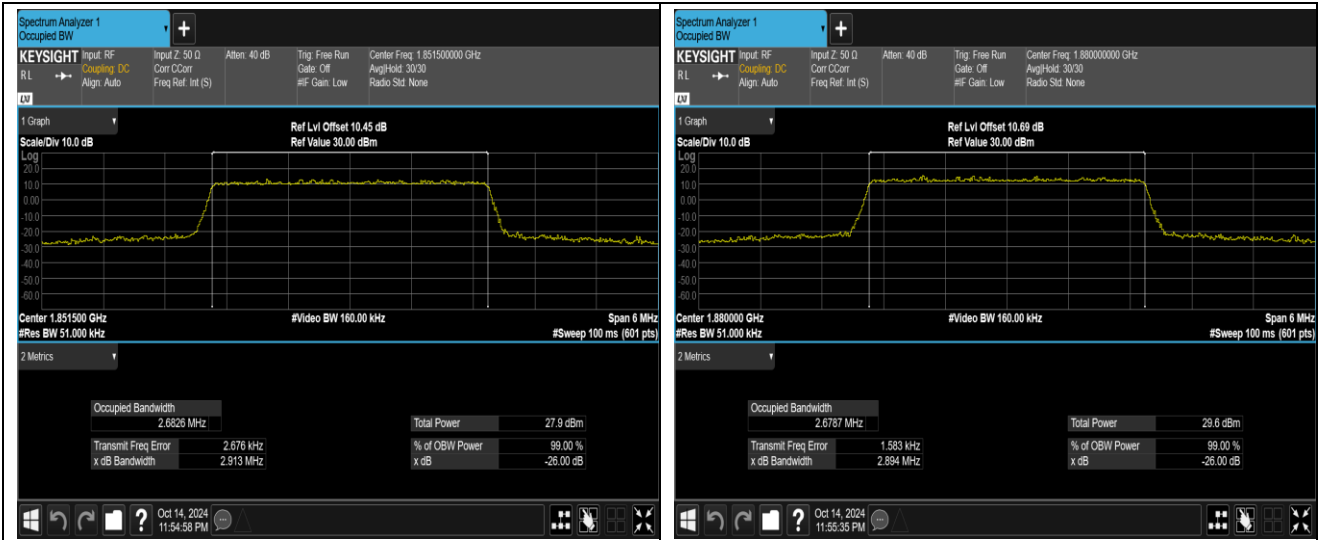 Spectrum Analyzer 1
Occupied BW
+
KEYSIGHT Input: RF Input Z: 50 Ω Atten: 40 dB Trig: Free Run Center Freq: 1.851500000 GHz
RL Coupling: DC Corr CCorr Gate: Off Avg|Hold: 30/30
Align: Auto Freq Ref: Int (S) #IF Gain: Low Radio Std: None
LXI
1 Graph
Ref Lvl Offset 10.45 dB
Scale/Div 10.0 dB Ref Value 30.00 dBm
Log
20.0
10.0
0.00
-10.0
-20.0
-30.0
-40.0
-50.0
-60.0
Center 1.851500 GHz #Video BW 160.00 kHz Span 6 MHz
#Res BW 51.000 kHz #Sweep 100 ms (601 pts)
2 Metrics
Occupied Bandwidth
2.6826 MHz Total Power 27.9 dBm
Transmit Freq Error 2.676 kHz % of OBW Power 99.00 %
x dB Bandwidth 2.913 MHz x dB -26.00 dB
?
Oct 14, 2024
11:54:58 PM
Spectrum Analyzer 1
Occupied BW
+
KEYSIGHT Input: RF Input Z: 50 Ω Atten: 40 dB Trig: Free Run Center Freq: 1.880000000 GHz
RL Coupling: DC Corr CCorr Gate: Off Avg|Hold: 30/30
Align: Auto Freq Ref: Int (S) #IF Gain: Low Radio Std: None
LXI
1 Graph
Ref Lvl Offset 10.69 dB
Scale/Div 10.0 dB Ref Value 30.00 dBm
Log
20.0
10.0
0.00
-10.0
-20.0
-30.0
-40.0
-50.0
-60.0
Center 1.880000 GHz #Video BW 160.00 kHz Span 6 MHz
#Res BW 51.000 kHz #Sweep 100 ms (601 pts)
2 Metrics
Occupied Bandwidth
2.6787 MHz Total Power 29.6 dBm
Transmit Freq Error 1.583 kHz % of OBW Power 99.00 %
x dB Bandwidth 2.894 MHz x dB -26.00 dB
?
Oct 14, 2024
11:55:35 PM